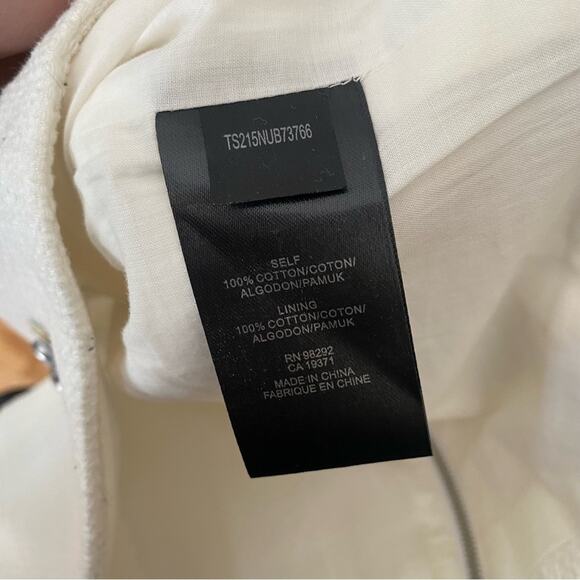 TS215NUB73766
SELF
100% COTTON/COTON/
ALGODON/PAMUK
LINING
100% COTTON/COTON/
ALGODON/PAMUK
RN 98292
CA 19371
MADE IN CHINA
FABRIQUE EN CHINE